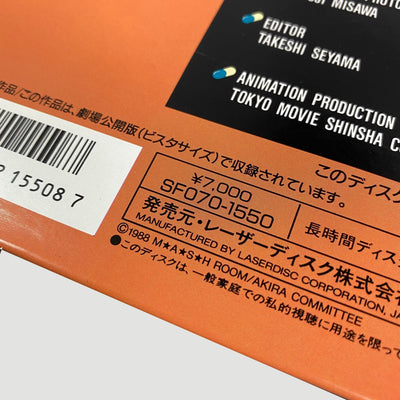 EDITOR
TAKESHI SEYAMA
ANIMATION PRODUCTION
TOKYO MOVIE SHINSHA C
作品/この作品は、劇場公開版(ビスタサイズ)で収録されています。
このディスク
15508 7
¥7,000
SF070-1550
長時間ディス
発売元・レーザーディスク株式会社
MANUFACTURED BY LASERDISC CORPORATION, JA
©1988 M★A★S★H ROOM/AKIRA COMMITTEE
●このディスクは、一般家庭での私的視聴に用途を限って